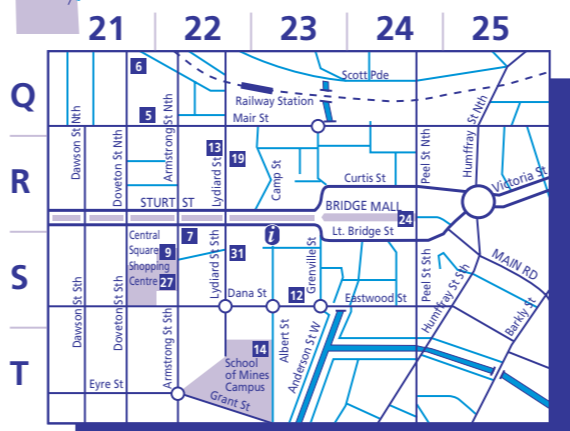 21 22 23 24 25
Q
R
S
T
6
Scott Pde
Railway Station
5
Mair St
Dawson St Nth
Doveton St Nth
Armstrong St Nth
13
19
Lydiard St
Camp St
Curtis St
Peel St Nth
Humffray St Nth
Victoria St
STURT ST
BRIDGE MALL
24
Lt. Bridge St
Central
Square
Shopping
Centre
9
27
7
31
i
Lydiard St Sth
Grenville St
Dana St
12
Eastwood St
Peel St Sth
MAIN RD
Humffray St Sth
Barkly St
Dawson St Sth
Doveton St Sth
Armstrong St Sth
14
School
of Mines
Campus
Albert St
Anderson St W
Eyre St
Grant St